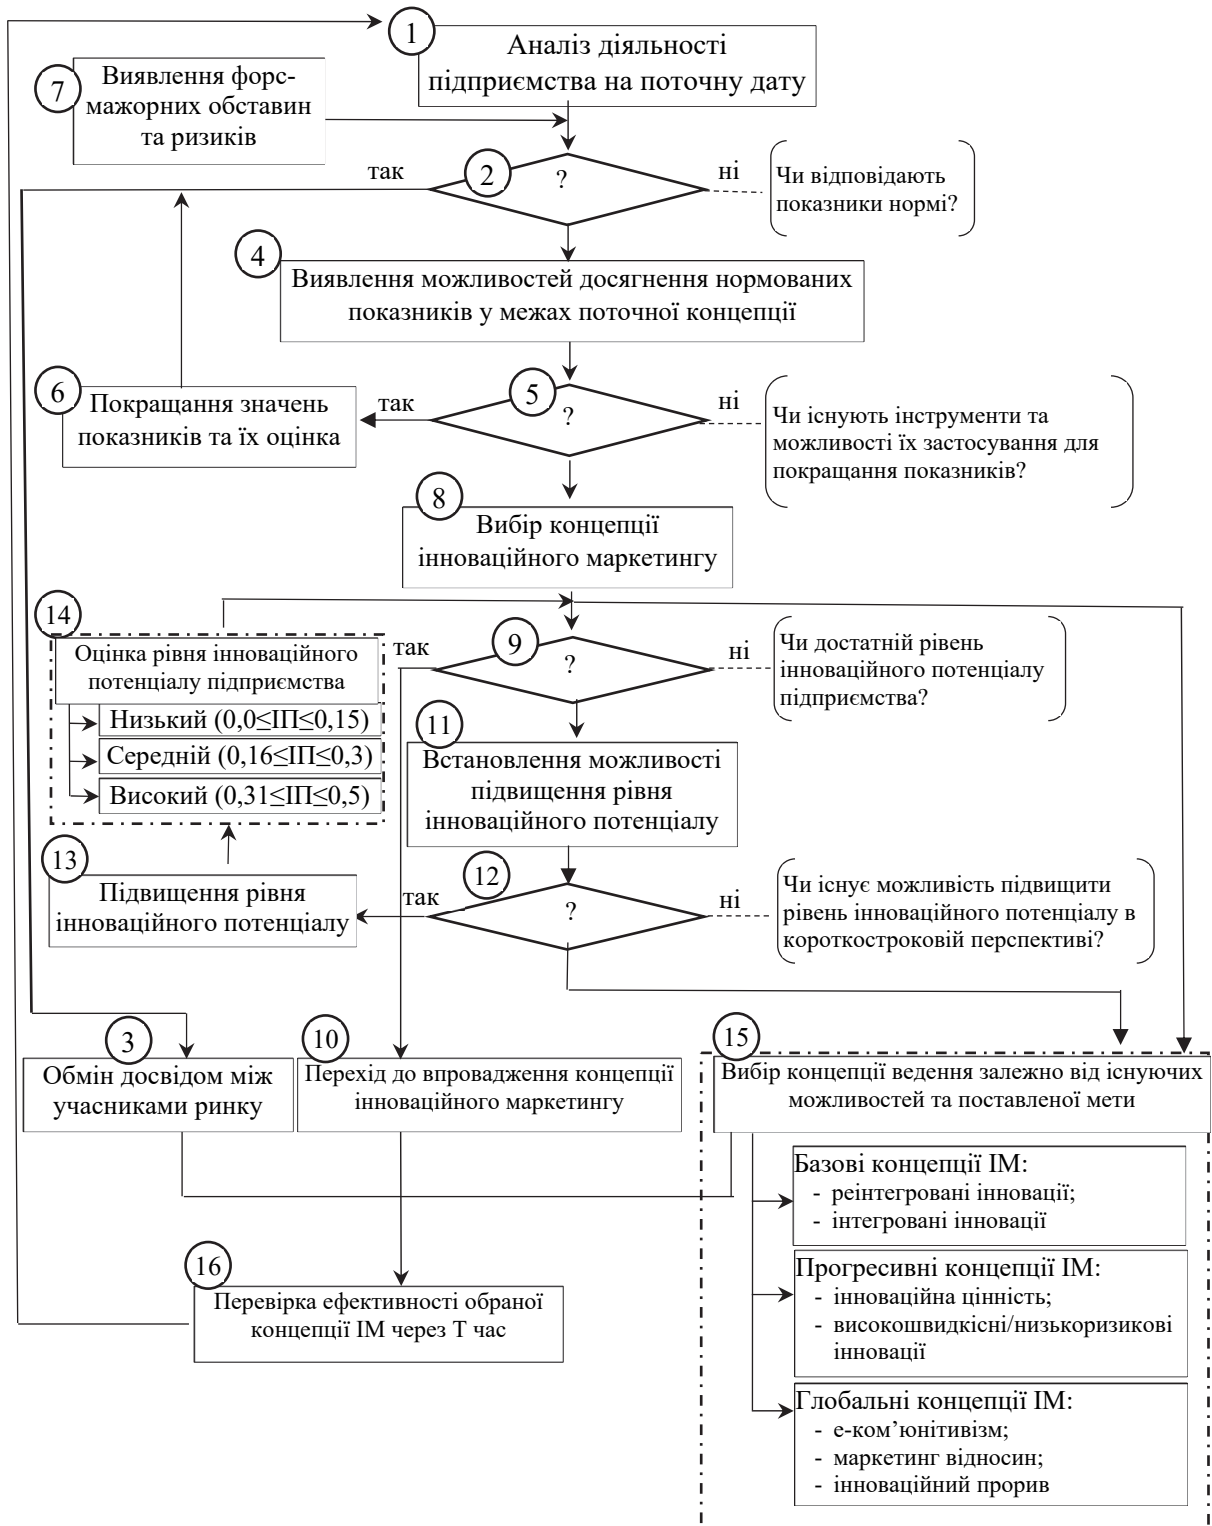 1
Аналіз діяльності
підприємства на поточну дату
7
Виявлення форс-
мажорних обставин
та ризиків
так
2
?
ні
Чи відповідають
показники нормі?
4
Виявлення можливостей досягнення нормованих
показників у межах поточної концепції
6
Покращання значень
показників та їх оцінка
так
5
?
ні
Чи існують інструменти та
можливості їх застосування для
покращання показників?
8
Вибір концепції
інноваційного маркетингу
14
Оцінка рівня інноваційного
потенціалу підприємства
Низький (0,0≤ІП≤0,15)
Середній (0,16≤ІП≤0,3)
Високий (0,31≤ІП≤0,5)
так
9
?
ні
Чи достатній рівень
інноваційного потенціалу
підприємства?
11
Встановлення можливості
підвищення рівня
інноваційного потенціалу
13
Підвищення рівня
інноваційного потенціалу
так
12
?
ні
Чи існує можливість підвищити
рівень інноваційного потенціалу в
короткостроковій перспективі?
3
Обмін досвідом між
учасниками ринку
10
Перехід до впровадження концепції
інноваційного маркетингу
15
Вибір концепції ведення залежно від існуючих
можливостей та поставленої мети
Базові концепції ІМ:
- реінтегровані інновації;
- інтегровані інновації
16
Перевірка ефективності обраної
концепції ІМ через Т час
Прогресивні концепції ІМ:
- інноваційна цінність;
- високошвидкісні/низькоризикові
інновації
Глобальні концепції ІМ:
- е-ком’юнітивізм;
- маркетинг відносин;
- інноваційний прорив